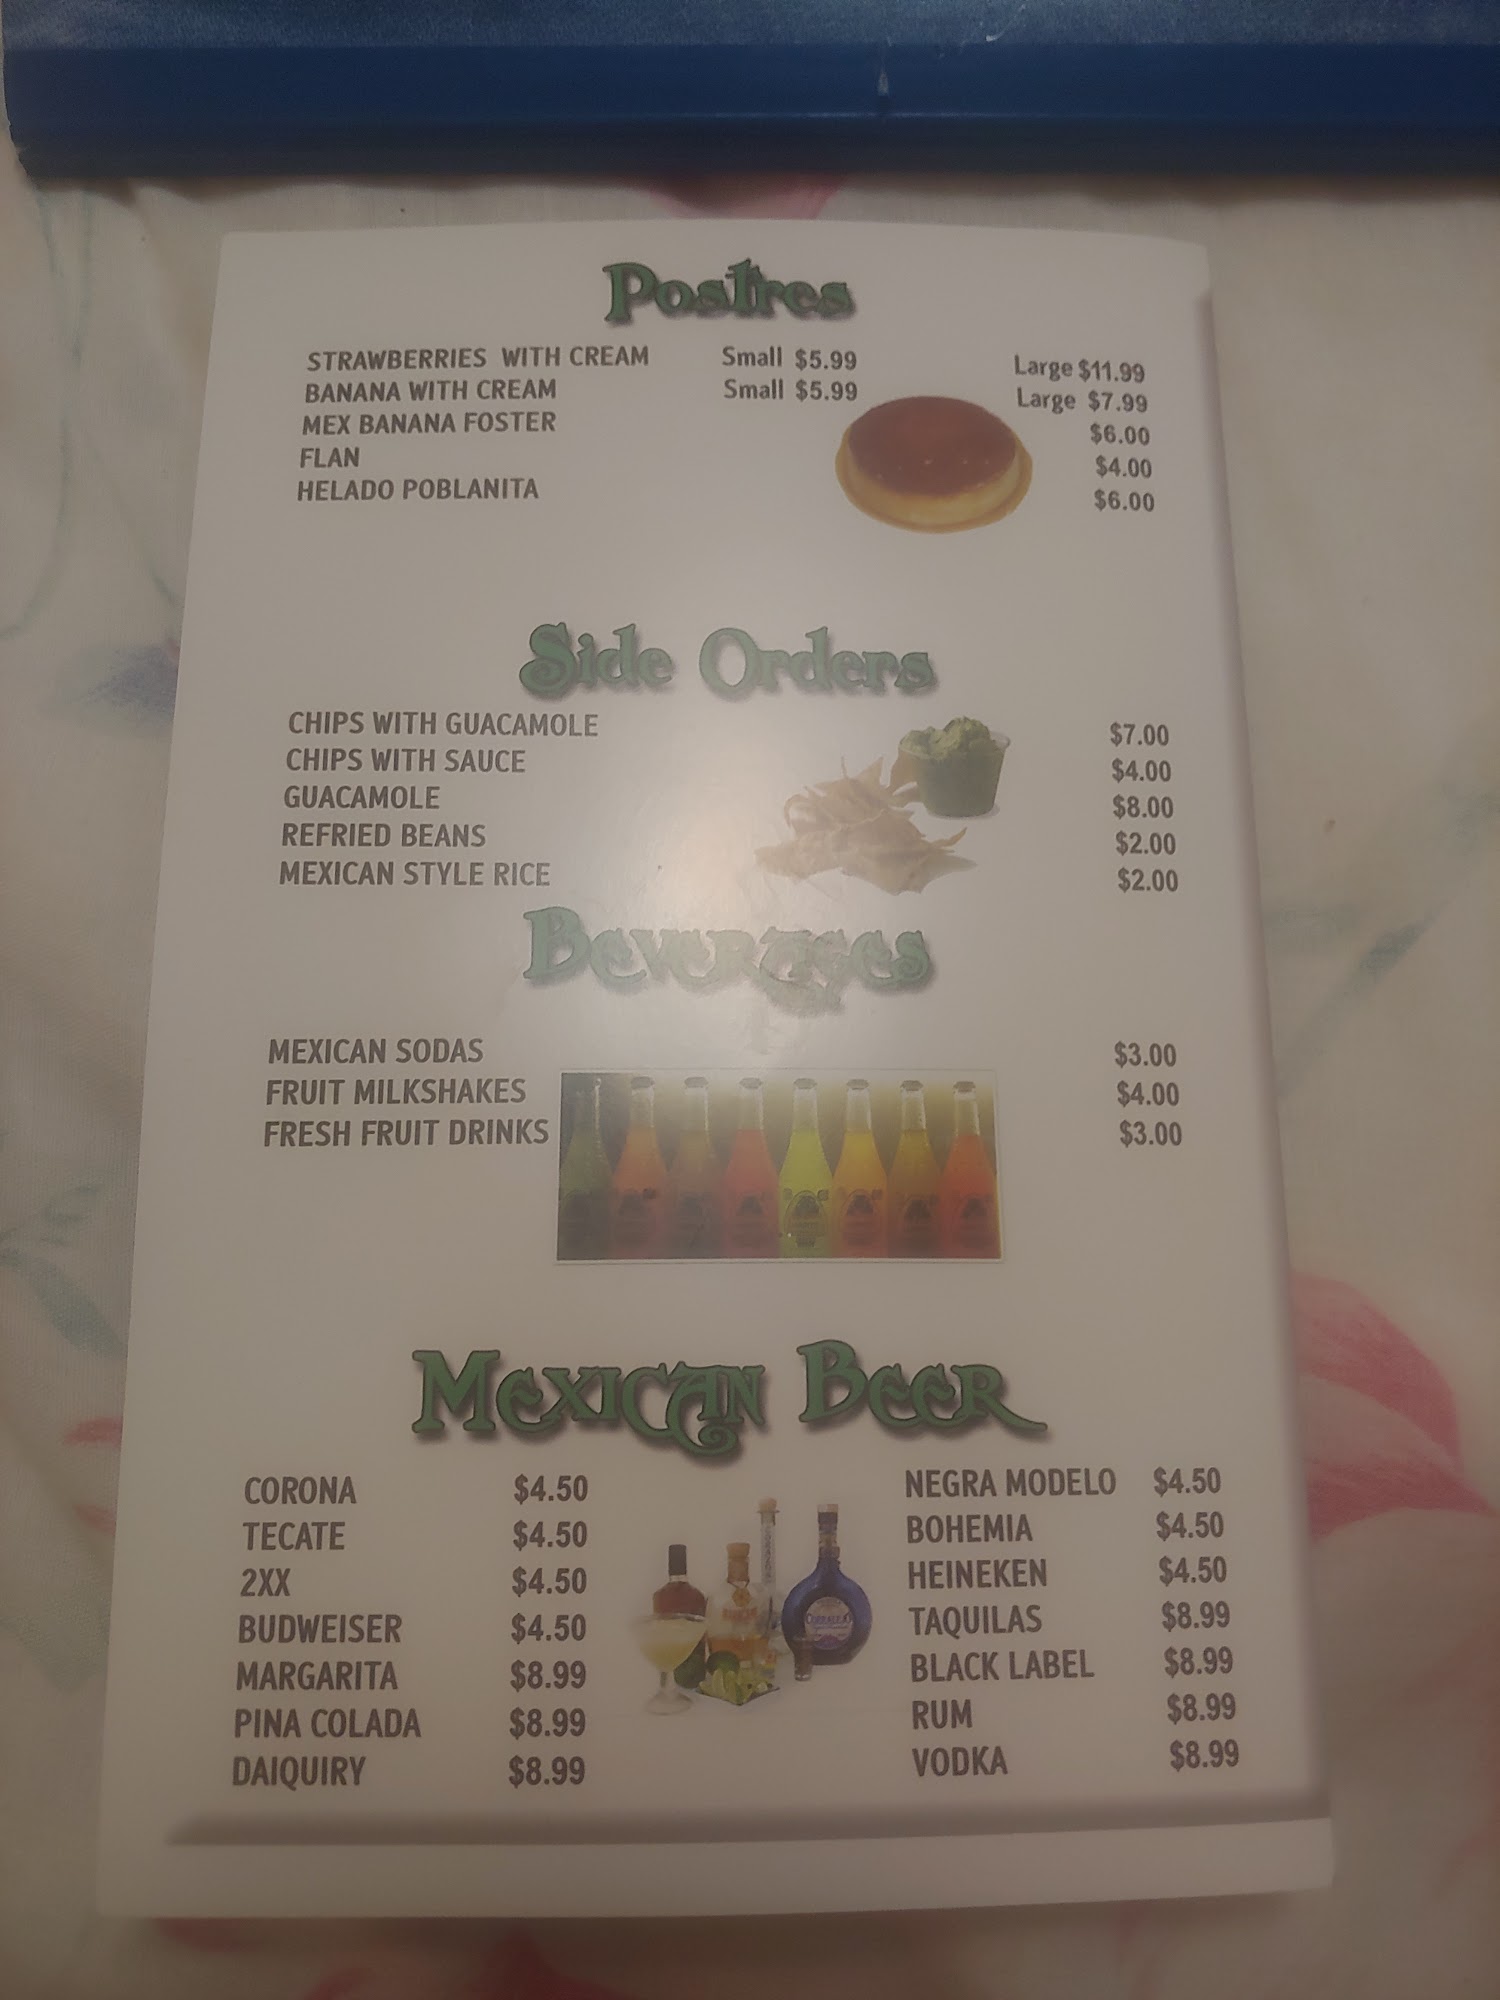 Postres
STRAWBERRIES WITH CREAM Small $5.99 Large $11.99
BANANA WITH CREAM Small $5.99 Large $7.99
MEX BANANA FOSTER $6.00
FLAN $4.00
HELADO POBLANITA $6.00
Side Orders
CHIPS WITH GUACAMOLE $7.00
CHIPS WITH SAUCE $4.00
GUACAMOLE $8.00
REFRIED BEANS $2.00
MEXICAN STYLE RICE $2.00
Beverages
MEXICAN SODAS $3.00
FRUIT MILKSHAKES $4.00
FRESH FRUIT DRINKS $3.00
MEXICAN BEER
CORONA $4.50 NEGRA MODELO $4.50
TECATE $4.50 BOHEMIA $4.50
2XX $4.50 HEINEKEN $4.50
BUDWEISER $4.50 TAQUILAS $8.99
MARGARITA $8.99 BLACK LABEL $8.99
PINA COLADA $8.99 RUM $8.99
DAIQUIRY $8.99 VODKA $8.99